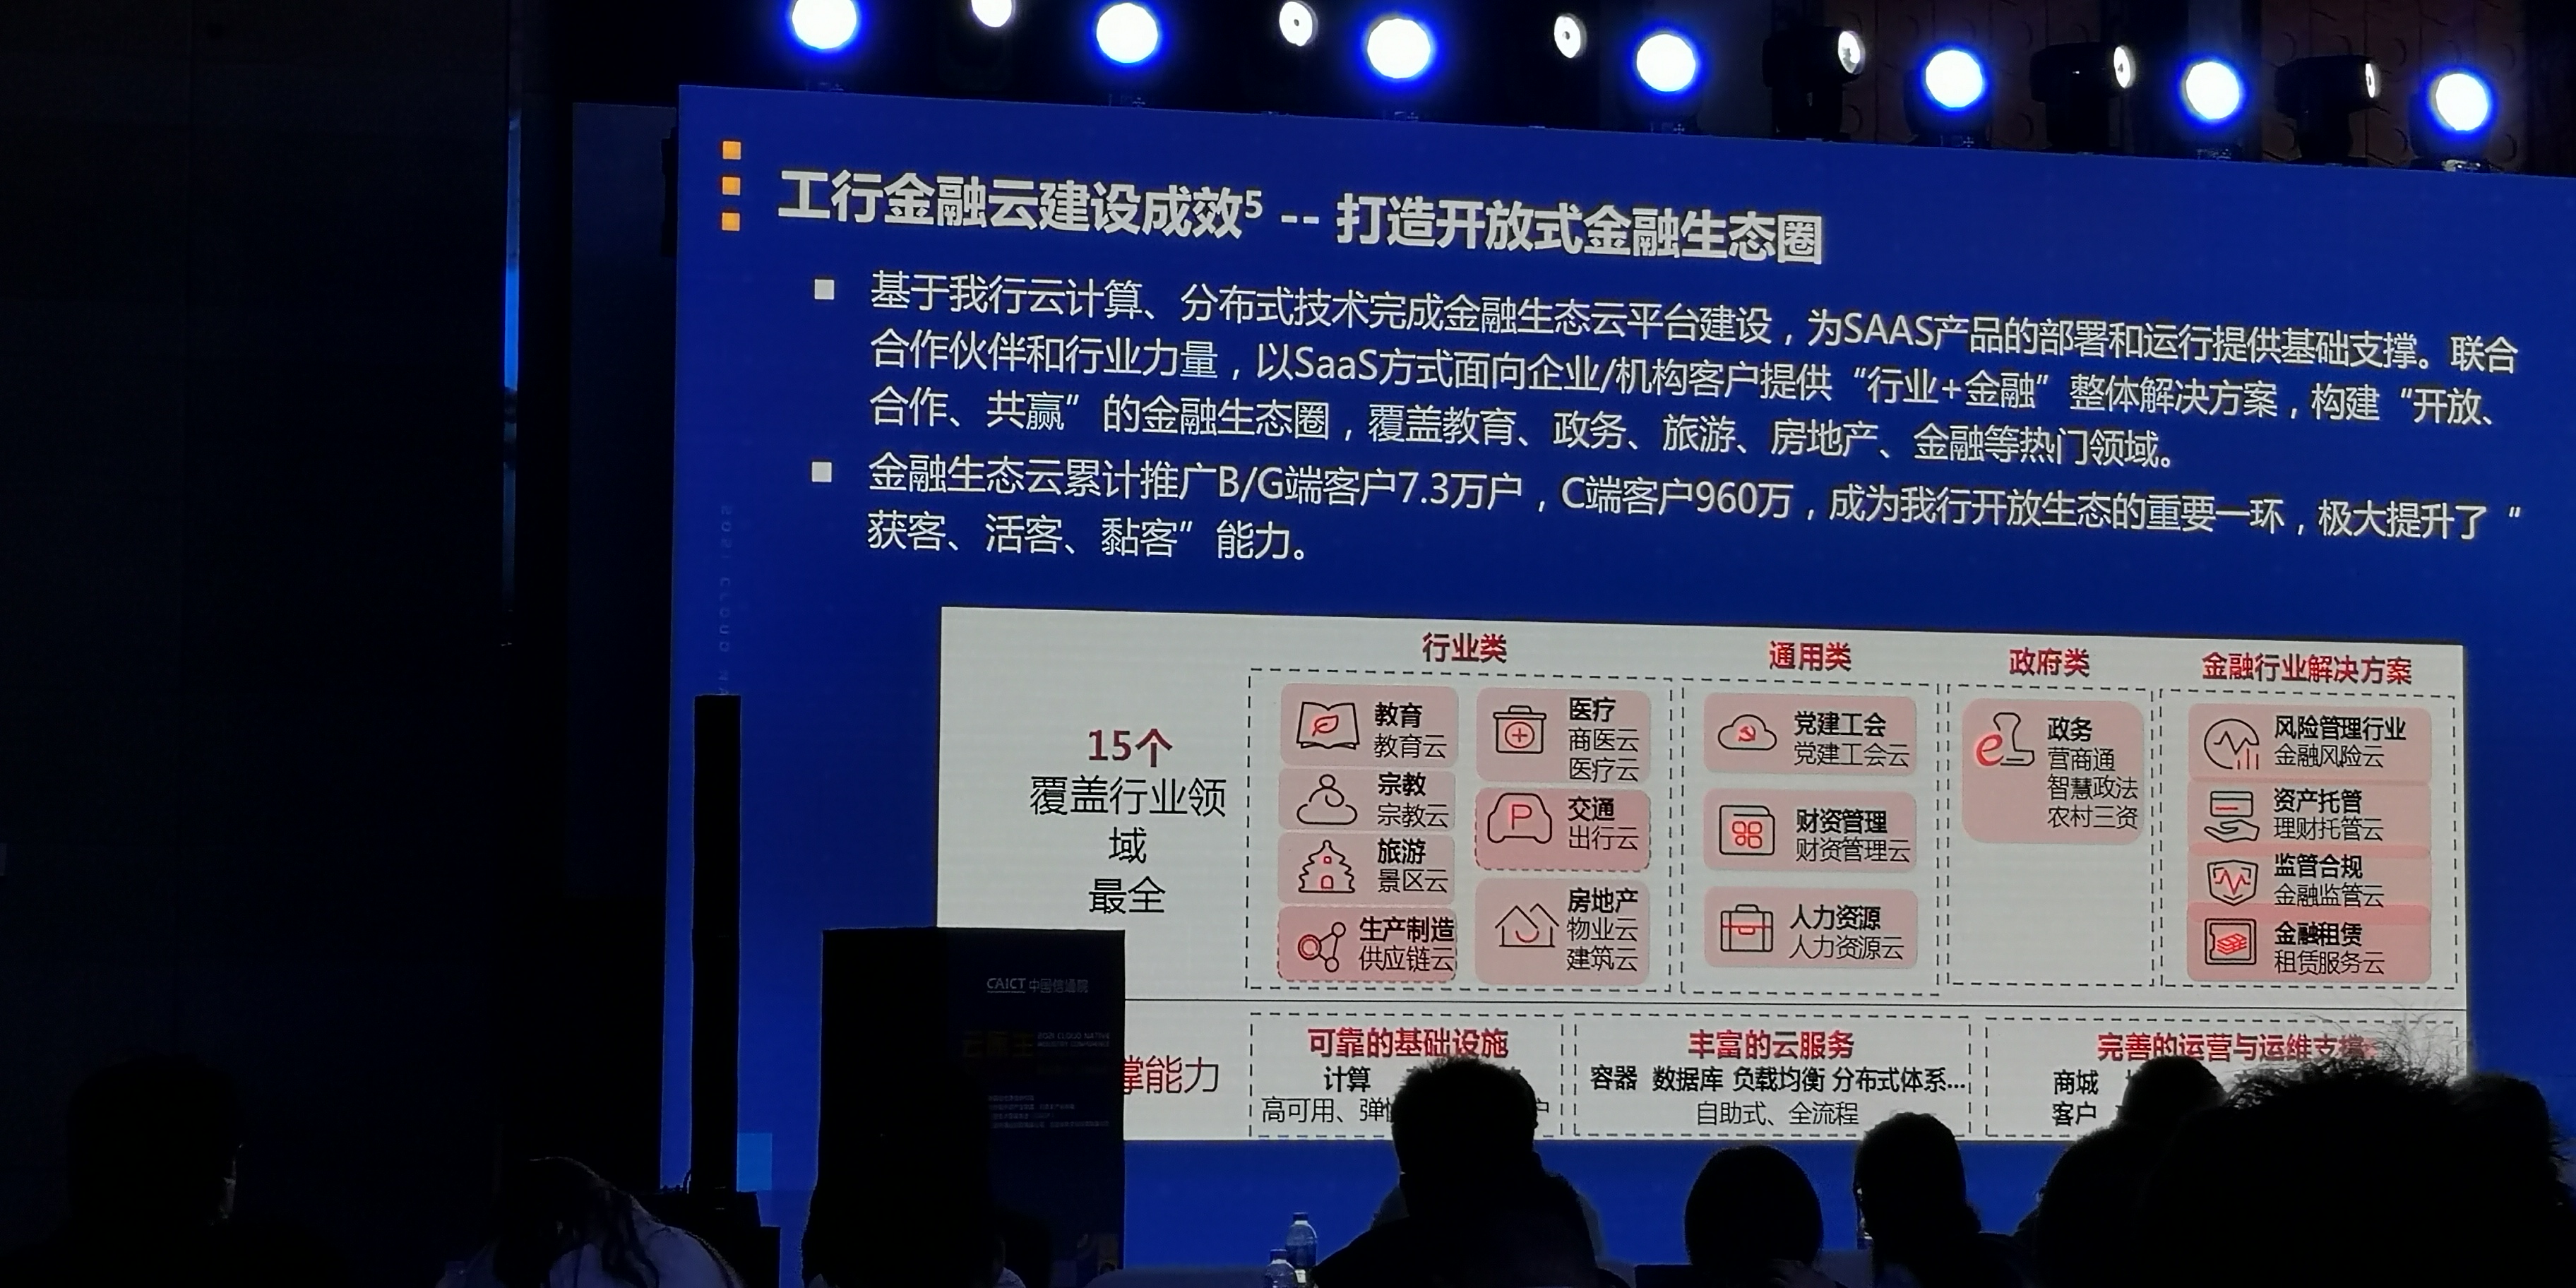 工行金融云建设成效5 -- 打造开放式金融生态圈
■ 基于我行云计算、分布式技术完成金融生态云平台建设，为SAAS产品的部署和运行提供基础支撑。联合
合作伙伴和行业力量，以SaaS方式面向企业/机构客户提供“行业+金融”整体解决方案，构建“开放、
合作、共赢”的金融生态圈，覆盖教育、政务、旅游、房地产、金融等热门领域。
■ 金融生态云累计推广B/G端客户7.3万户，C端客户960万，成为我行开放生态的重要一环，极大提升了“
获客、活客、黏客”能力。
15个
覆盖行业领
域
最全
行业类
教育
教育云
宗教
宗教云
旅游
景区云
生产制造
供应链云
医疗
商医云
医疗云
P
交通
出行云
房地产
物业云
建筑云
通用类
党建工会
党建工会云
财资管理
财资管理云
人力资源
人力资源云
政府类
e
政务
营商通
智慧政法
农村三资
金融行业解决方案
风险管理行业
金融风险云
资产托管
理财托管云
监管合规
金融监管云
金融租赁
租赁服务云
撑能力
可靠的基础设施
计算
高可用、弹
丰富的云服务
容器 数据库 负载均衡 分布式体系...
自助式、全流程
完善的运营与运维支撑
商城
客户
CAICT 中国信通院
云原生
2021 CLOUD NATIVE
INDUSTRY CONFERENCE